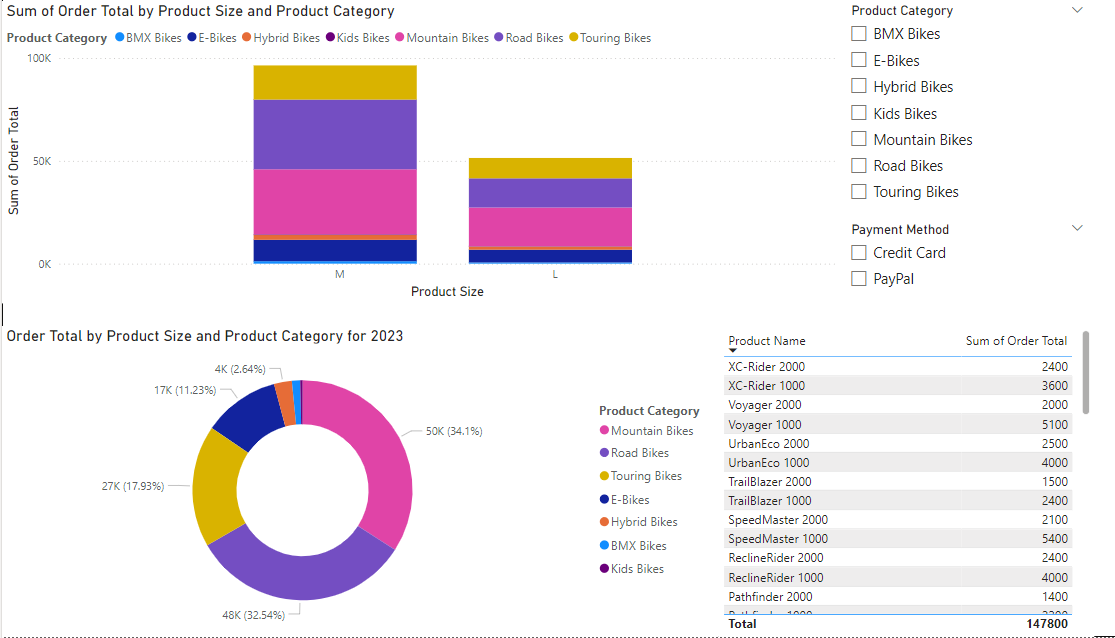 Sum of Order Total by Product Size and Product Category
Product Category BMX Bikes E-Bikes Hybrid Bikes Kids Bikes Mountain Bikes Road Bikes Touring Bikes
100K
50K
0K
Sum of Order Total
M
L
Product Size
Product Category
BMX Bikes
E-Bikes
Hybrid Bikes
Kids Bikes
Mountain Bikes
Road Bikes
Touring Bikes
Payment Method
Credit Card
PayPal
Order Total by Product Size and Product Category for 2023
4K (2.64%)
17K (11.23%)
50K (34.1%)
27K (17.93%)
48K (32.54%)
Product Category
Mountain Bikes
Road Bikes
Touring Bikes
E-Bikes
Hybrid Bikes
BMX Bikes
Kids Bikes
Product Name Sum of Order Total
XC-Rider 2000 2400
XC-Rider 1000 3600
Voyager 2000 2000
Voyager 1000 5100
UrbanEco 2000 2500
UrbanEco 1000 4000
TrailBlazer 2000 1500
TrailBlazer 1000 2400
SpeedMaster 2000 2100
SpeedMaster 1000 5400
ReclineRider 2000 2400
ReclineRider 1000 4000
Pathfinder 2000 1400
Total 147800